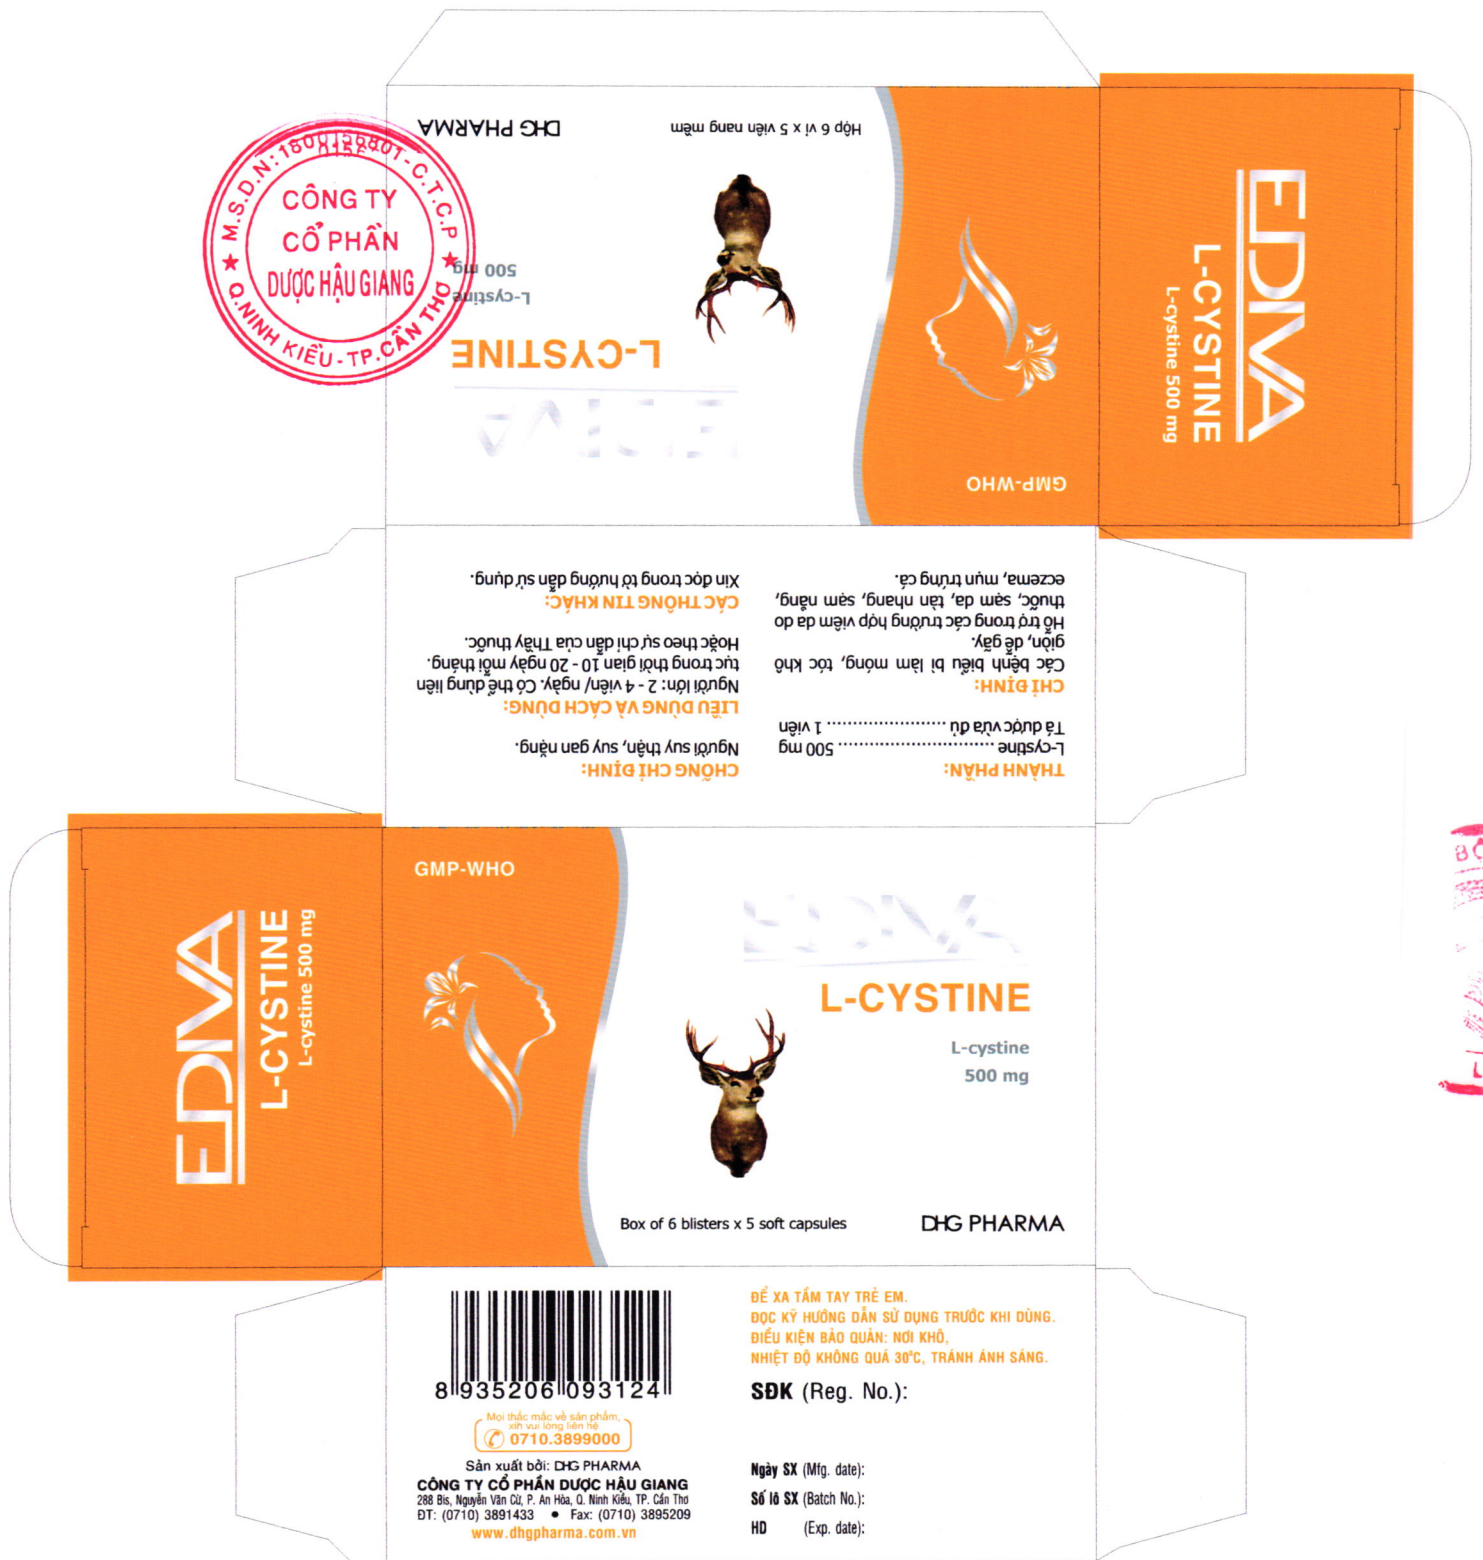 DHG PHARMA
Hộp 6 vỉ x 5 viên nang mềm
L-cystine
500 mg
L-CYSTINE
EDIVA
GMP-WHO
EDIVA
L-CYSTINE
L-cystine 500 mg
CÔNG TY
CỔ PHẦN
DƯỢC HẬU GIANG
Q.NINH KIỀU - TP.CẦN THƠ
THÀNH PHẦN:
L-cystine .............................. 500 mg
Tá dược vừa đủ ....................... 1 viên
CHỈ ĐỊNH:
Các bệnh biểu bì làm móng, tóc khô
giòn, dễ gãy.
Hỗ trợ trong các trường hợp viêm da do
thuốc, sạm da, tàn nhang, sạm nắng,
eczema, mụn trứng cá.
CHỐNG CHỈ ĐỊNH:
Người suy thận, suy gan nặng.
LIỀU DÙNG VÀ CÁCH DÙNG:
Người lớn: 2 - 4 viên/ ngày. Có thể dùng liên
tục trong thời gian 10 - 20 ngày mỗi tháng.
Hoặc theo sự chỉ dẫn của Thầy thuốc.
CÁC THÔNG TIN KHÁC:
Xin đọc trong tờ hướng dẫn sử dụng.
EDIVA
L-CYSTINE
L-cystine 500 mg
GMP-WHO
EDIVA
L-CYSTINE
L-cystine
500 mg
Box of 6 blisters x 5 soft capsules
DHG PHARMA
8 935206 093124
Mọi thắc mắc về sản phẩm,
xin vui lòng liên hệ
0710.3899000
Sản xuất bởi: DHG PHARMA
CÔNG TY CỔ PHẦN DƯỢC HẬU GIANG
288 Bis, Nguyễn Văn Cừ, P. An Hòa, Q. Ninh Kiều, TP. Cần Thơ
ĐT: (0710) 3891433 • Fax: (0710) 3895209
www.dhgpharma.com.vn
ĐỂ XA TẦM TAY TRẺ EM.
ĐỌC KỸ HƯỚNG DẪN SỬ DỤNG TRƯỚC KHI DÙNG.
ĐIỀU KIỆN BẢO QUẢN: NƠI KHÔ,
NHIỆT ĐỘ KHÔNG QUÁ 30°C, TRÁNH ÁNH SÁNG.
SĐK (Reg. No.):
Ngày SX (Mfg. date):
Số lô SX (Batch No.):
HD (Exp. date):